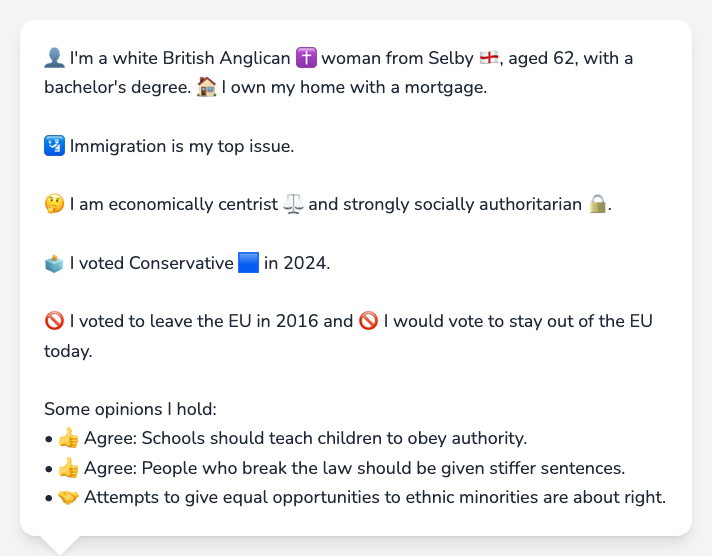 👤 I'm a white British Anglican ✝️ woman from Selby 🏴󠁧󠁢󠁥󠁮󠁧󠁿, aged 62, with a
bachelor's degree. 🏠 I own my home with a mortgage.
🛂 Immigration is my top issue.
🤔 I am economically centrist ⚖️ and strongly socially authoritarian 🔒.
🗳️ I voted Conservative 🟦 in 2024.
🚫 I voted to leave the EU in 2016 and 🚫 I would vote to stay out of the EU
today.
Some opinions I hold:
• 👍 Agree: Schools should teach children to obey authority.
• 👍 Agree: People who break the law should be given stiffer sentences.
• 🤝 Attempts to give equal opportunities to ethnic minorities are about right.